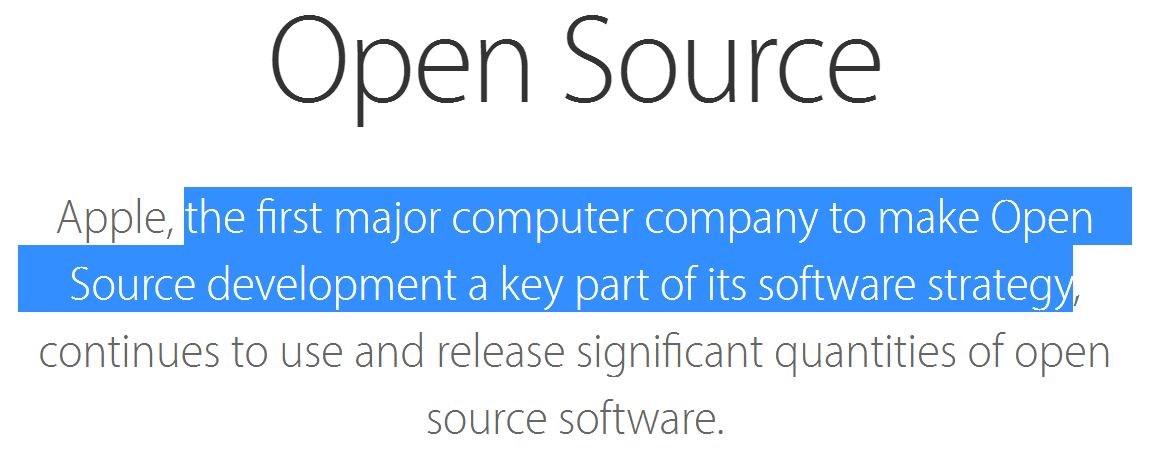 Open Source
Apple, the first major computer company to make Open
Source development a key part of its software strategy,
continues to use and release significant quantities of open
source software.